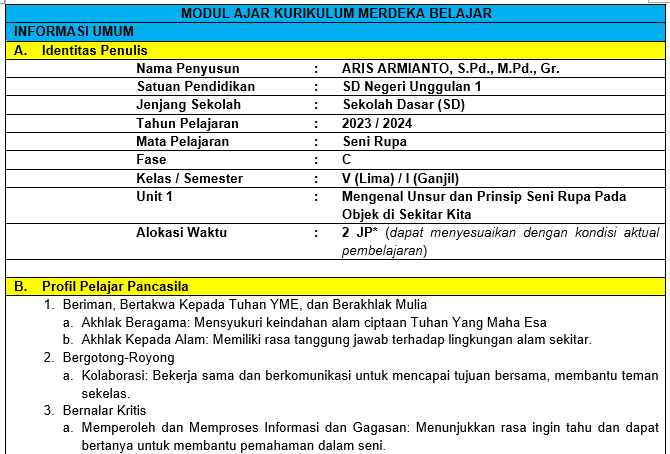 MODUL AJAR KURIKULUM MERDEKA BELAJAR
INFORMASI UMUM
A. Identitas Penulis
Nama Penyusun : ARIS ARMIANTO, S.Pd., M.Pd., Gr.
Satuan Pendidikan : SD Negeri Unggulan 1
Jenjang Sekolah : Sekolah Dasar (SD)
Tahun Pelajaran : 2023 / 2024
Mata Pelajaran : Seni Rupa
Fase : C
Kelas / Semester : V (Lima) / I (Ganjil)
Unit 1 : Mengenal Unsur dan Prinsip Seni Rupa Pada
Objek di Sekitar Kita
Alokasi Waktu : 2 JP* (dapat menyesuaikan dengan kondisi aktual
pembelajaran)
B. Profil Pelajar Pancasila
1. Beriman, Bertakwa Kepada Tuhan YME, dan Berakhlak Mulia
a. Akhlak Beragama: Mensyukuri keindahan alam ciptaan Tuhan Yang Maha Esa
b. Akhlak Kepada Alam: Memiliki rasa tanggung jawab terhadap lingkungan alam sekitar.
2. Bergotong-Royong
a. Kolaborasi: Bekerja sama dan berkomunikasi untuk mencapai tujuan bersama, membantu teman
sekelas.
3. Bernalar Kritis
a. Memperoleh dan Memproses Informasi dan Gagasan: Menunjukkan rasa ingin tahu dan dapat
bertanya untuk membantu pemahaman dalam seni.